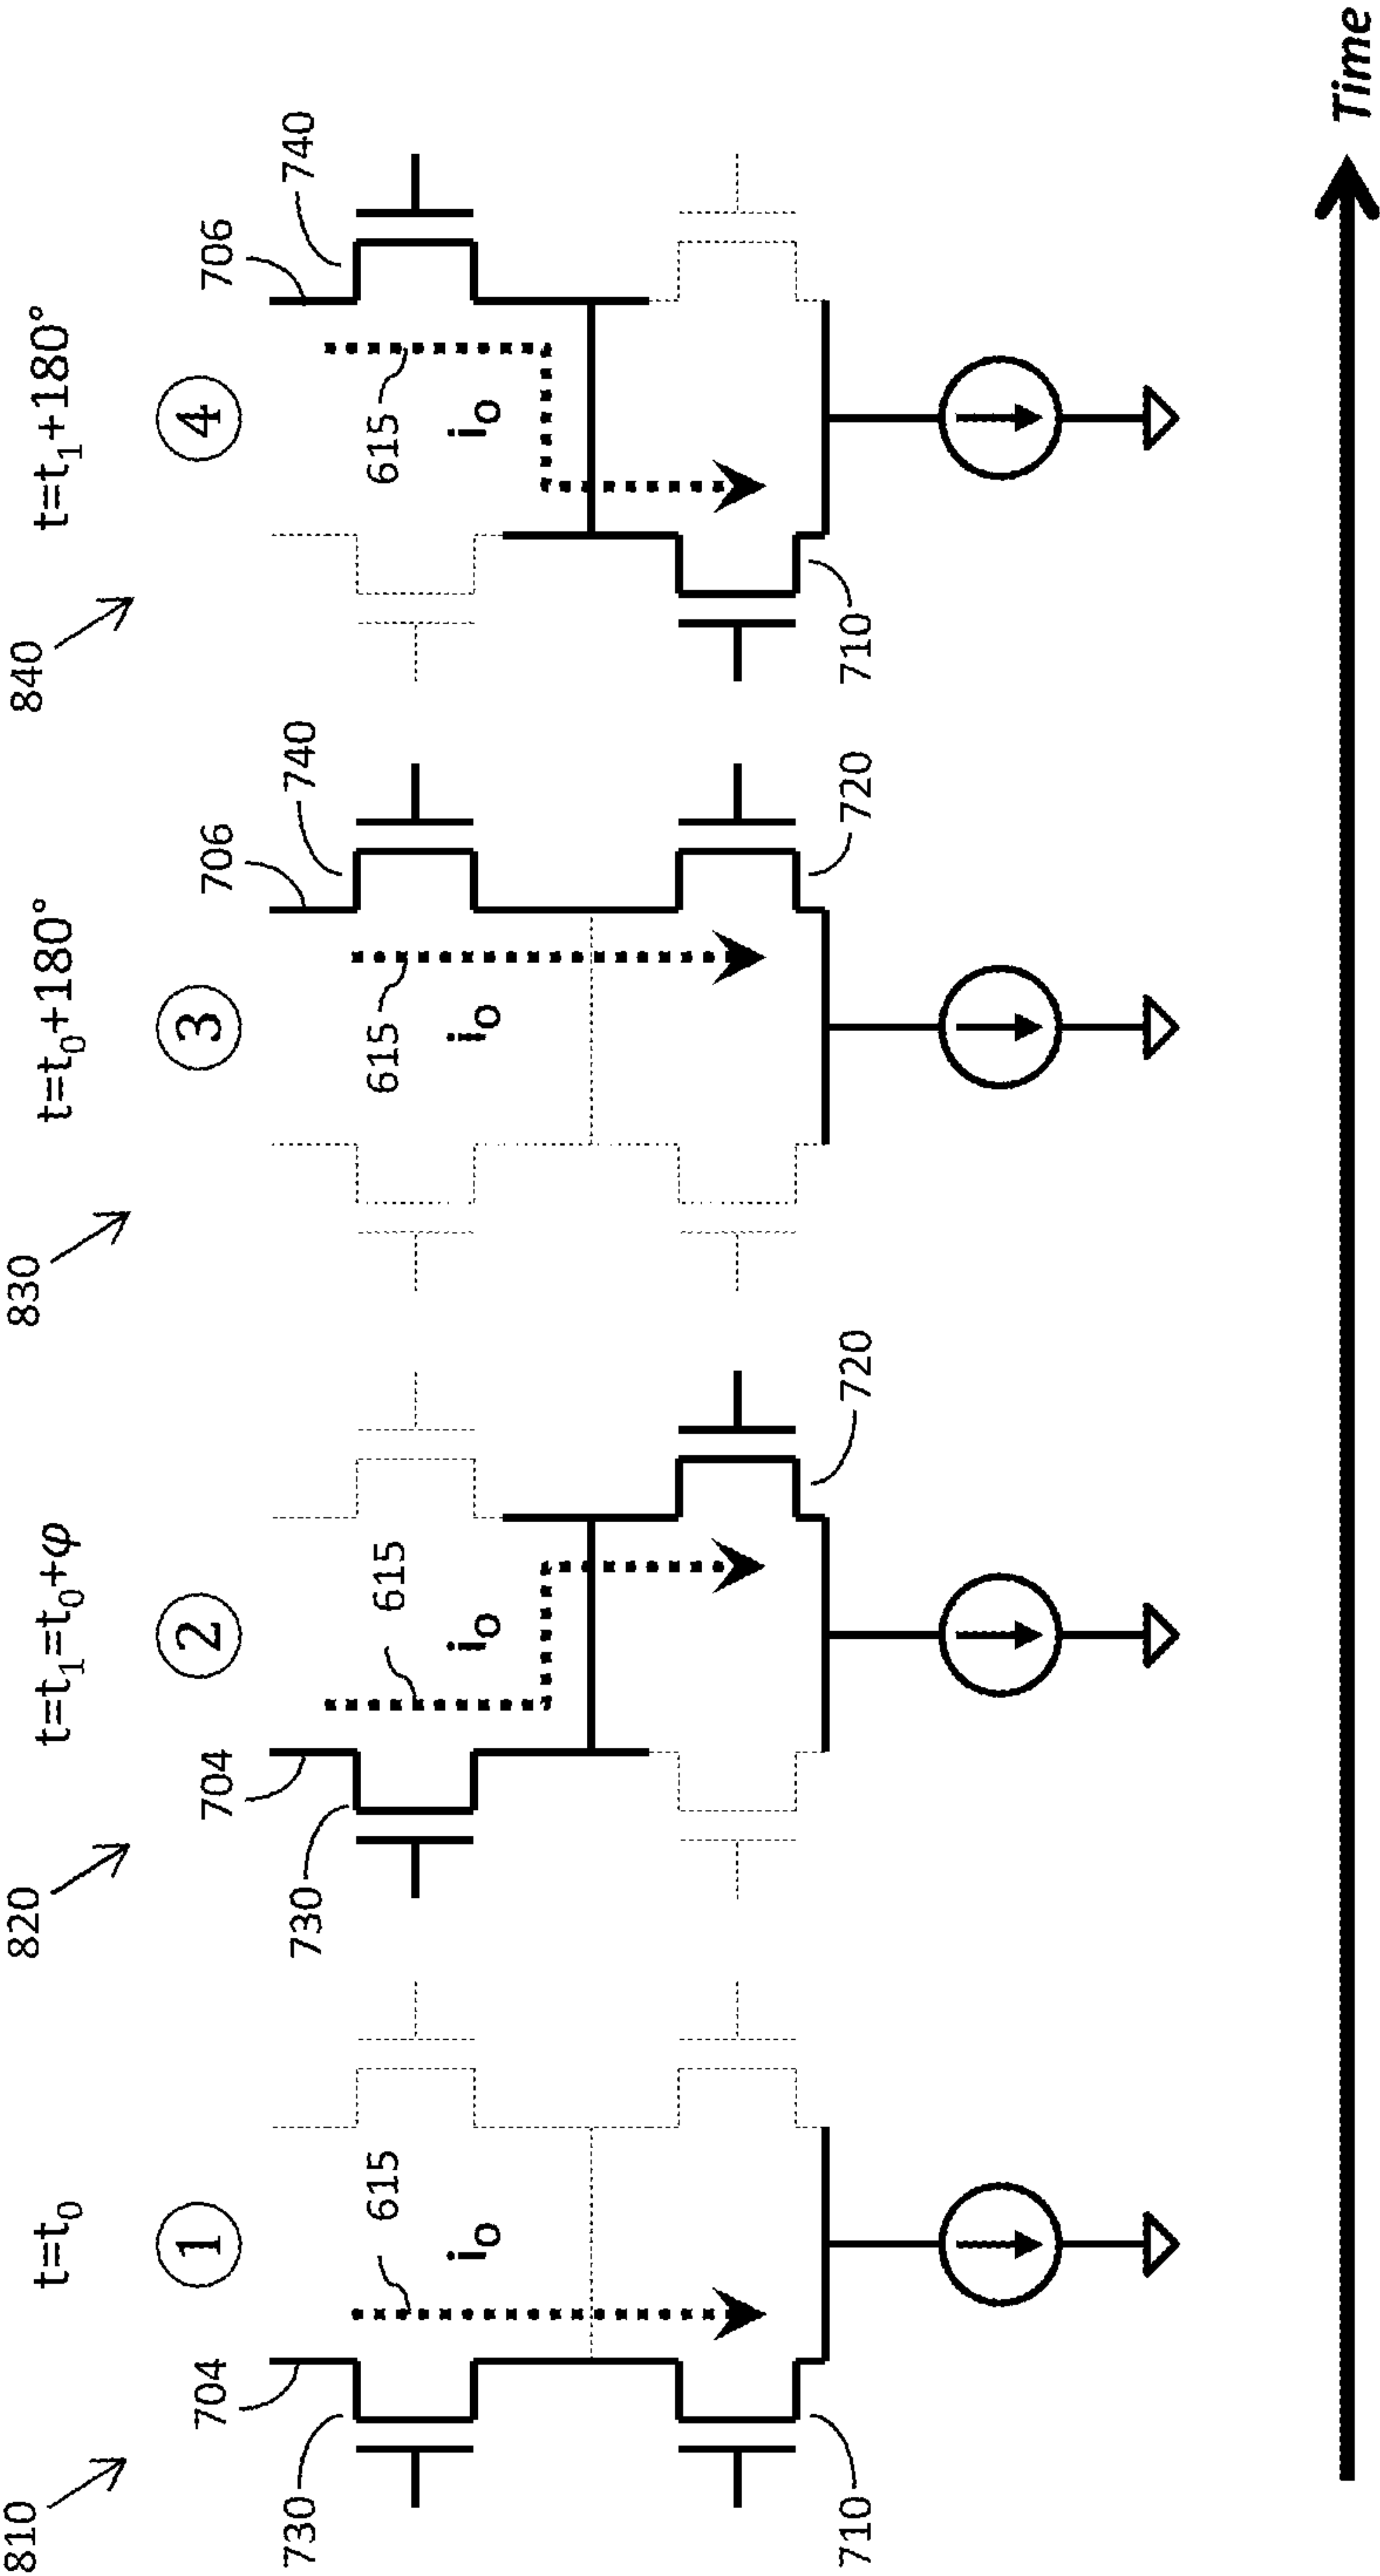 810
t=t₀
①
704
730
615
iₒ
710
820
t=t₁=t₀+φ
②
704
730
615
iₒ
720
830
t=t₀+180°
③
706
740
615
iₒ
720
840
t=t₁+180°
④
706
740
615
iₒ
710
Time